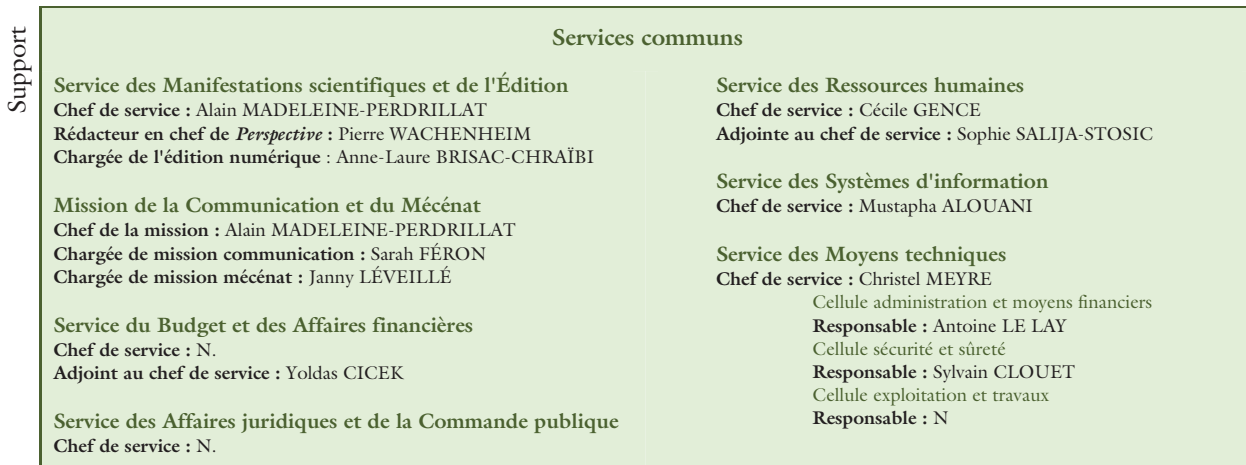 Support
Services communs
Service des Manifestations scientifiques et de l'Édition
Chef de service : Alain MADELEINE-PERDRILLAT
Rédacteur en chef de Perspective : Pierre WACHENHEIM
Chargée de l'édition numérique : Anne-Laure BRISAC-CHRAÏBI
Mission de la Communication et du Mécénat
Chef de la mission : Alain MADELEINE-PERDRILLAT
Chargée de mission communication : Sarah FÉRON
Chargée de mission mécénat : Janny LÉVEILLÉ
Service du Budget et des Affaires financières
Chef de service : N.
Adjoint au chef de service : Yoldas CICEK
Service des Affaires juridiques et de la Commande publique
Chef de service : N.
Service des Ressources humaines
Chef de service : Cécile GENCE
Adjointe au chef de service : Sophie SALIJA-STOSIC
Service des Systèmes d'information
Chef de service : Mustapha ALOUANI
Service des Moyens techniques
Chef de service : Christel MEYRE
Cellule administration et moyens financiers
Responsable : Antoine LE LAY
Cellule sécurité et sûreté
Responsable : Sylvain CLOUET
Cellule exploitation et travaux
Responsable : N